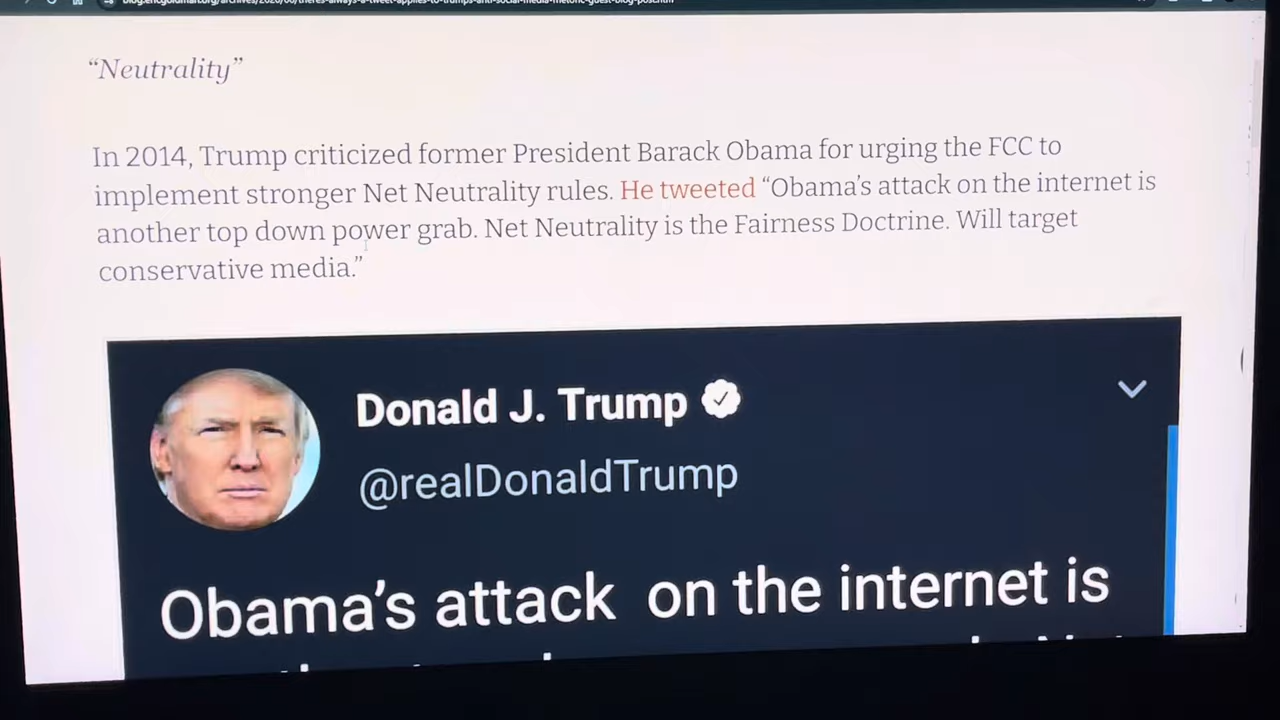 “Neutrality”
In 2014, Trump criticized former President Barack Obama for urging the FCC to
implement stronger Net Neutrality rules. He tweeted “Obama’s attack on the internet is
another top down power grab. Net Neutrality is the Fairness Doctrine. Will target
conservative media.”
Donald J. Trump
@realDonaldTrump
Obama’s attack on the internet is